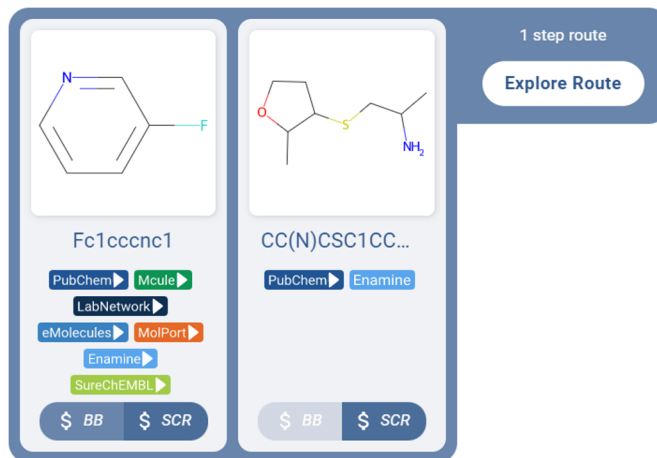 1 step route
Explore Route
N
F
O
S
NH2
Fc1cccnc1
CC(N)CSC1CC...
PubChem Mcule
LabNetwork
eMolecules MolPort
Enamine
SureChEMBL
PubChem Enamine
$ BB $ SCR
$ BB $ SCR